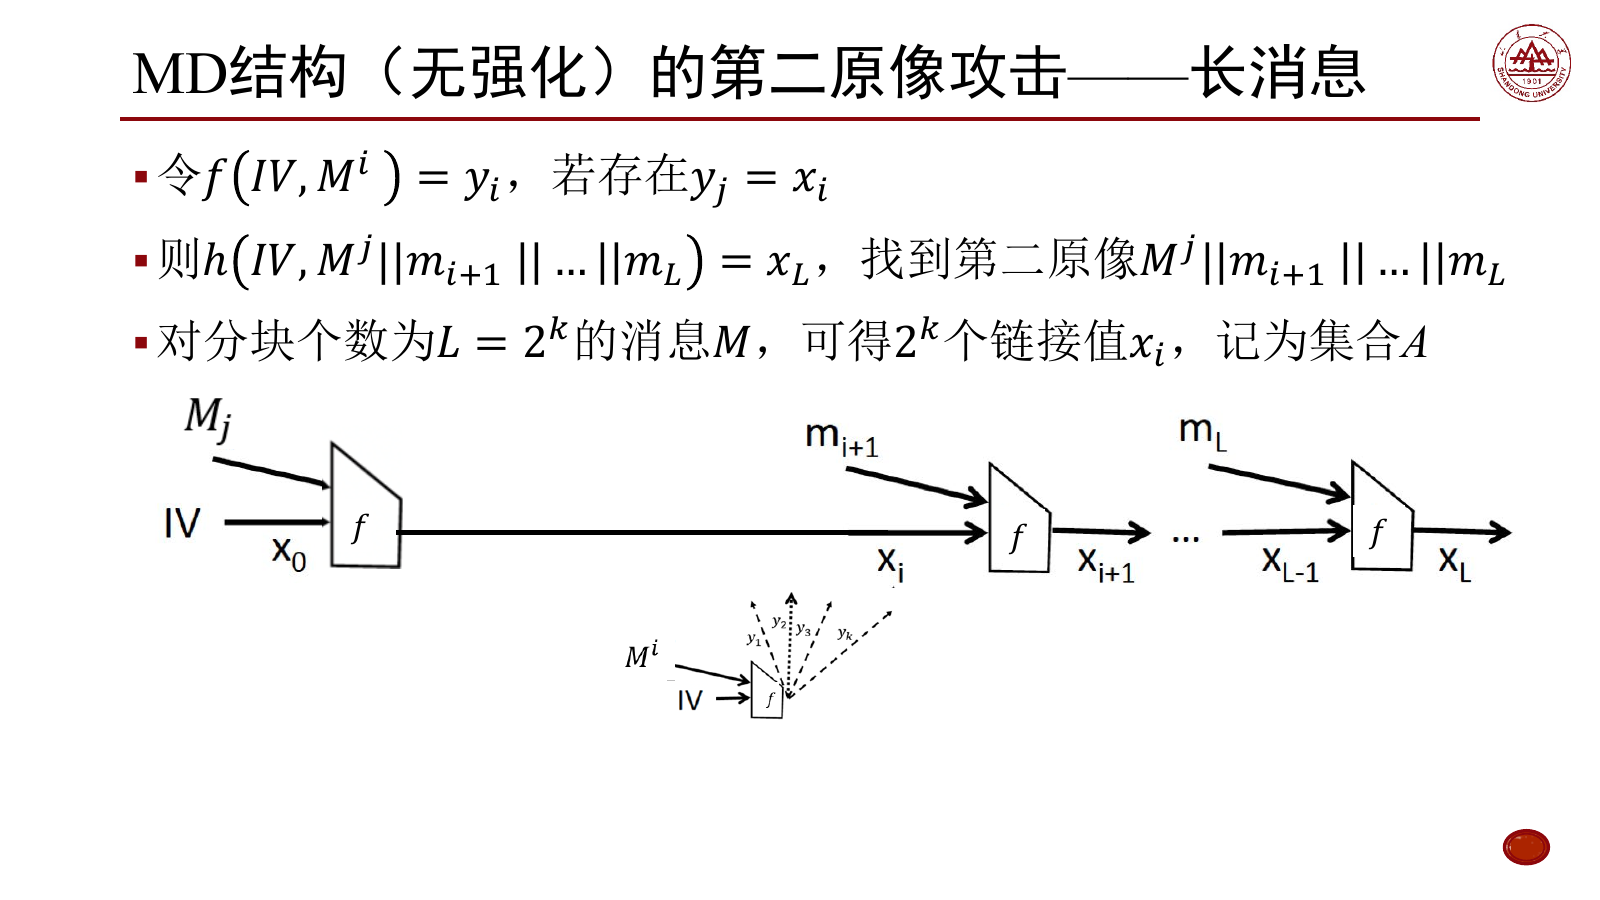 MD结构（无强化）的第二原像攻击——长消息
SHANDONG UNIVERSITY
1901
▪令f(IV, M^i) = y_i，若存在y_j = x_i
▪则h(IV, M^j||m_{i+1} || … ||m_L) = x_L，找到第二原像M^j||m_{i+1} || … ||m_L
▪对分块个数为L = 2^k的消息M，可得2^k个链接值x_i，记为集合A
M_j
m_{i+1}
m_L
IV
f
f
...
f
x_0
x_i
x_{i+1}
x_{L-1}
x_L
y_1
y_2
y_3
y_k
M^i
IV
f